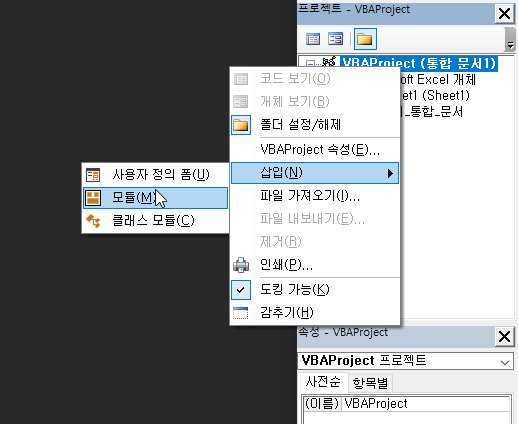 프로젝트 - VBAProject
VBAProject (통합 문서1)
oft Excel 개체
et1 (Sheet1)
_통합_문서
코드 보기(O)
개체 보기(B)
폴더 설정/해제
VBAProject 속성(E)...
삽입(N)
파일 가져오기(I)...
파일 내보내기(E)...
제거(R)
인쇄(P)...
도킹 가능(K)
감추기(H)
사용자 정의 폼(U)
모듈(M)
클래스 모듈(C)
속성 - VBAProject
VBAProject 프로젝트
사전순 항목별
(이름) VBAProject